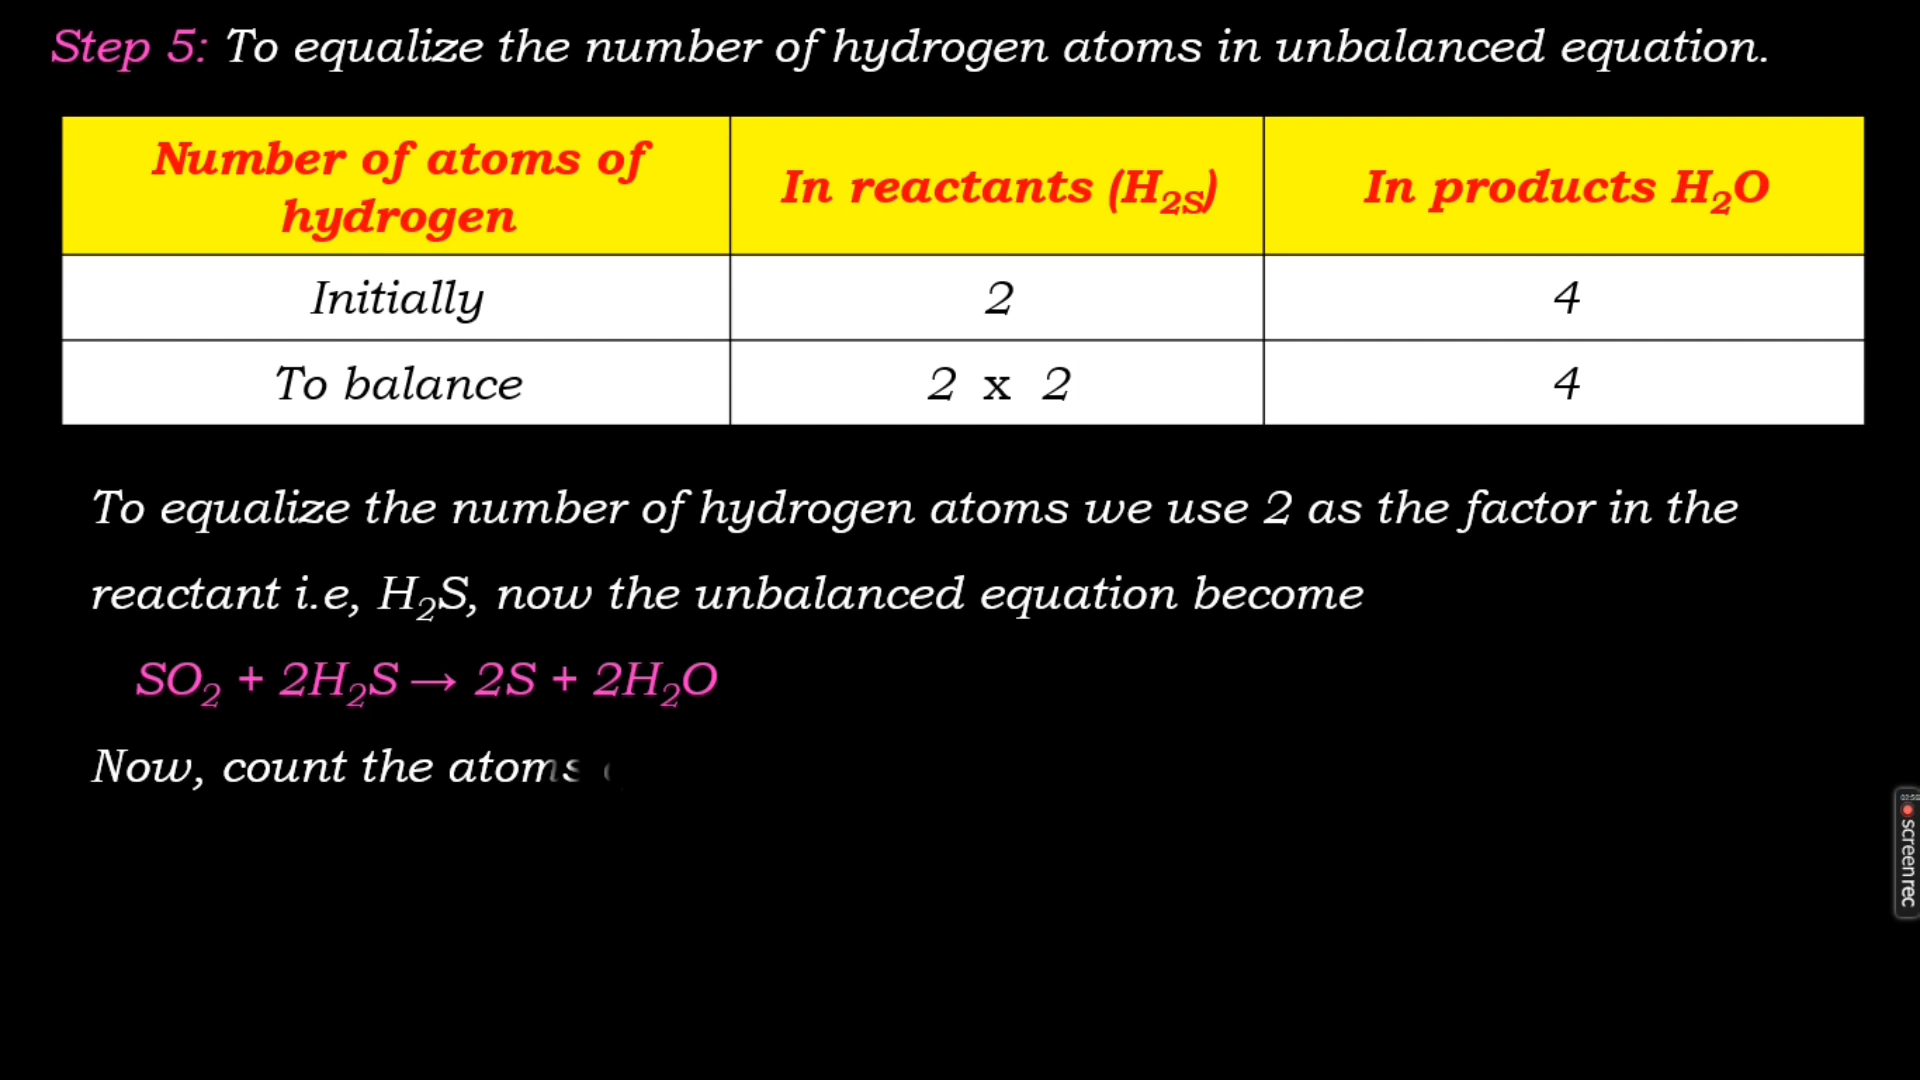 Step 5: To equalize the number of hydrogen atoms in unbalanced equation.
Number of atoms of hydrogen
In reactants (H₂S)
In products H₂O
Initially
2
4
To balance
2 x 2
4
To equalize the number of hydrogen atoms we use 2 as the factor in the
reactant i.e, H₂S, now the unbalanced equation become
SO₂ + 2H₂S → 2S + 2H₂O
Now, count the atoms
screenrec